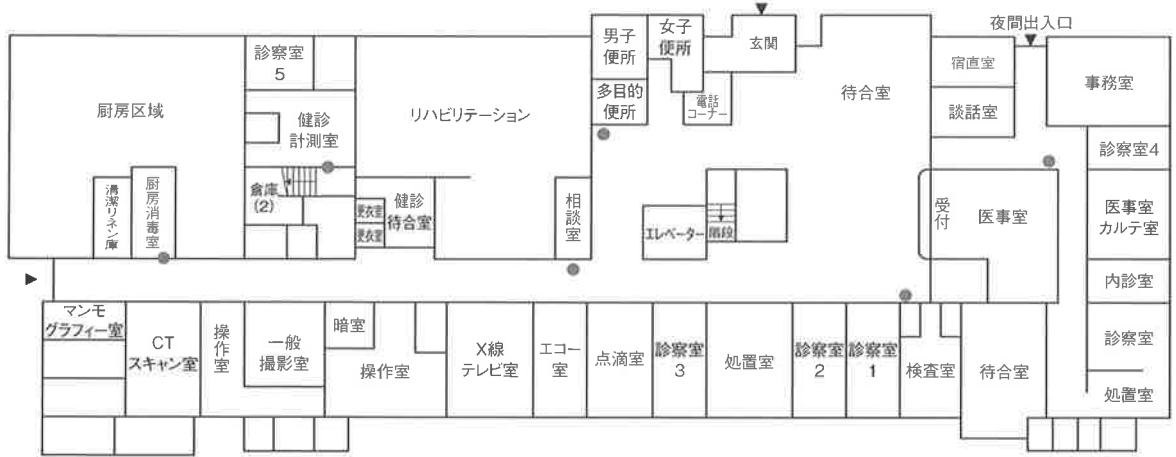 夜間出入口
男子
便所
女子
便所
玄関
診察室
5
宿直室
事務室
多目的
便所
電話
コーナー
待合室
厨房区域
健診
計測室
リハビリテーション
談話室
診察室4
清潔リネン庫
厨房消毒室
倉庫
(2)
更衣室
更衣室
健診
待合室
相談室
エレベーター
階段
受付
医事室
医事室
カルテ室
内診室
マンモ
グラフィー室
CT
スキャン室
操作室
一般
撮影室
暗室
操作室
X線
テレビ室
エコー
室
点滴室
診察室
3
処置室
診察室
2
診察室
1
検査室
待合室
診察室
処置室